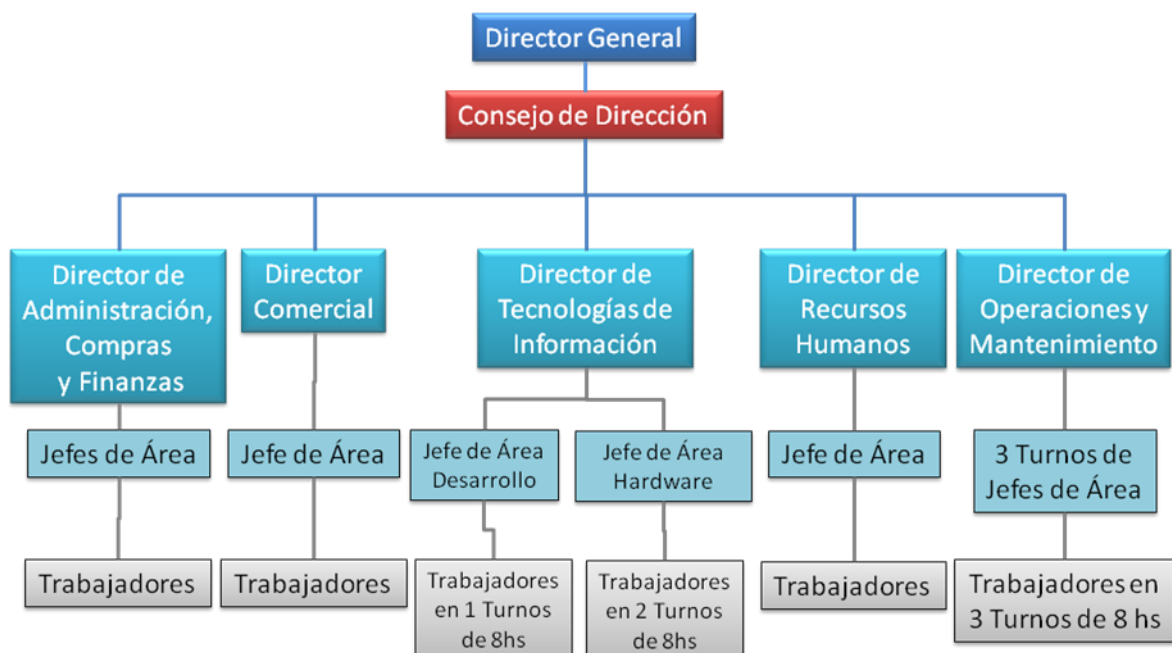 Director General
Consejo de Dirección
Director de
Administración,
Compras
y Finanzas
Director
Comercial
Director de
Tecnologías de
Información
Director de
Recursos
Humanos
Director de
Operaciones y
Mantenimiento
Jefes de Área
Jefe de Área
Jefe de Área
Desarrollo
Jefe de Área
Hardware
Jefe de Área
3 Turnos de
Jefes de Área
Trabajadores
Trabajadores
Trabajadores
en 1 Turnos
de 8hs
Trabajadores
en 2 Turnos
de 8hs
Trabajadores
Trabajadores en
3 Turnos de 8 hs